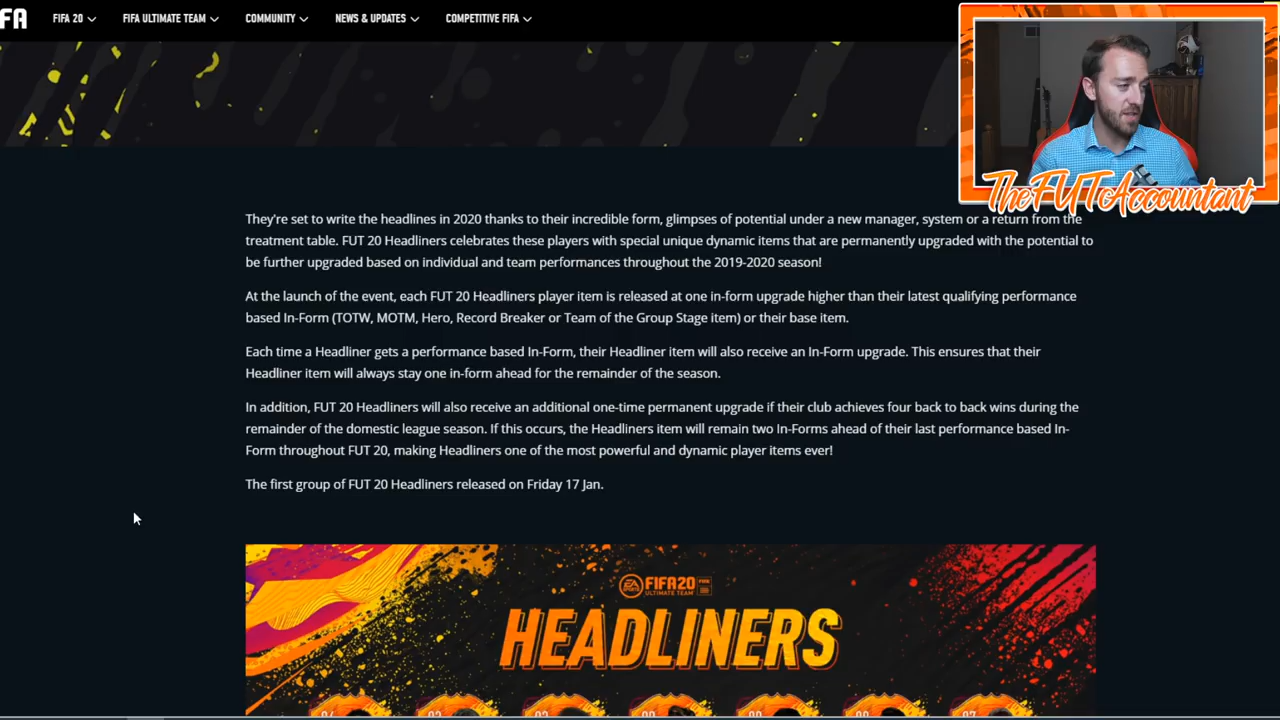 FA
FIFA 20 FIFA ULTIMATE TEAM COMMUNITY NEWS & UPDATES COMPETITIVE FIFA
TheFUTAccountant
They're set to write the headlines in 2020 thanks to their incredible form, glimpses of potential under a new manager, system or a return from the
treatment table. FUT 20 Headliners celebrates these players with special unique dynamic items that are permanently upgraded with the potential to
be further upgraded based on individual and team performances throughout the 2019-2020 season!
At the launch of the event, each FUT 20 Headliners player item is released at one in-form upgrade higher than their latest qualifying performance
based In-Form (TOTW, MOTM, Hero, Record Breaker or Team of the Group Stage item) or their base item.
Each time a Headliner gets a performance based In-Form, their Headliner item will also receive an In-Form upgrade. This ensures that their
Headliner item will always stay one in-form ahead for the remainder of the season.
In addition, FUT 20 Headliners will also receive an additional one-time permanent upgrade if their club achieves four back to back wins during the
remainder of the domestic league season. If this occurs, the Headliners item will remain two In-Forms ahead of their last performance based In-
Form throughout FUT 20, making Headliners one of the most powerful and dynamic player items ever!
The first group of FUT 20 Headliners released on Friday 17 Jan.
EA SPORTS FIFA20
ULTIMATE TEAM
HEADLINERS